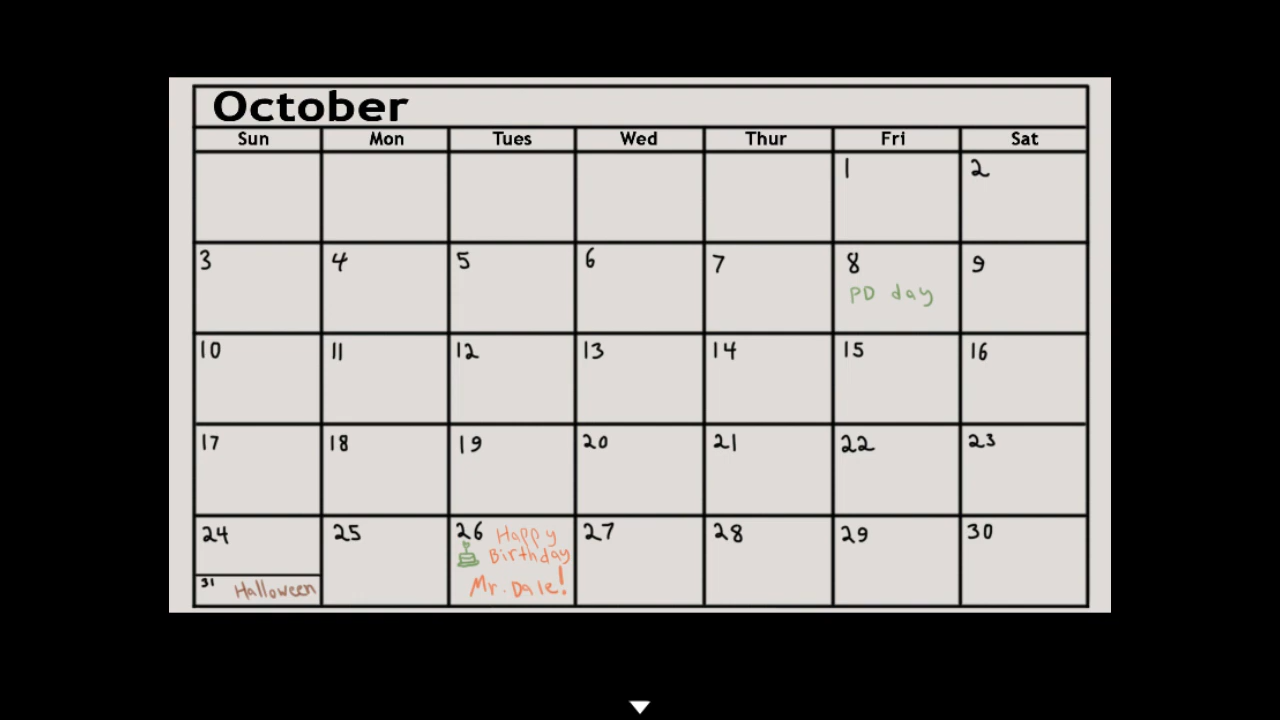 October
Sun Mon Tues Wed Thur Fri Sat
1 2
3 4 5 6 7 8 9
PD day
10 11 12 13 14 15 16
17 18 19 20 21 22 23
24 25 26 27 28 29 30
Happy
Birthday
Mr. Dale!
31 Halloween